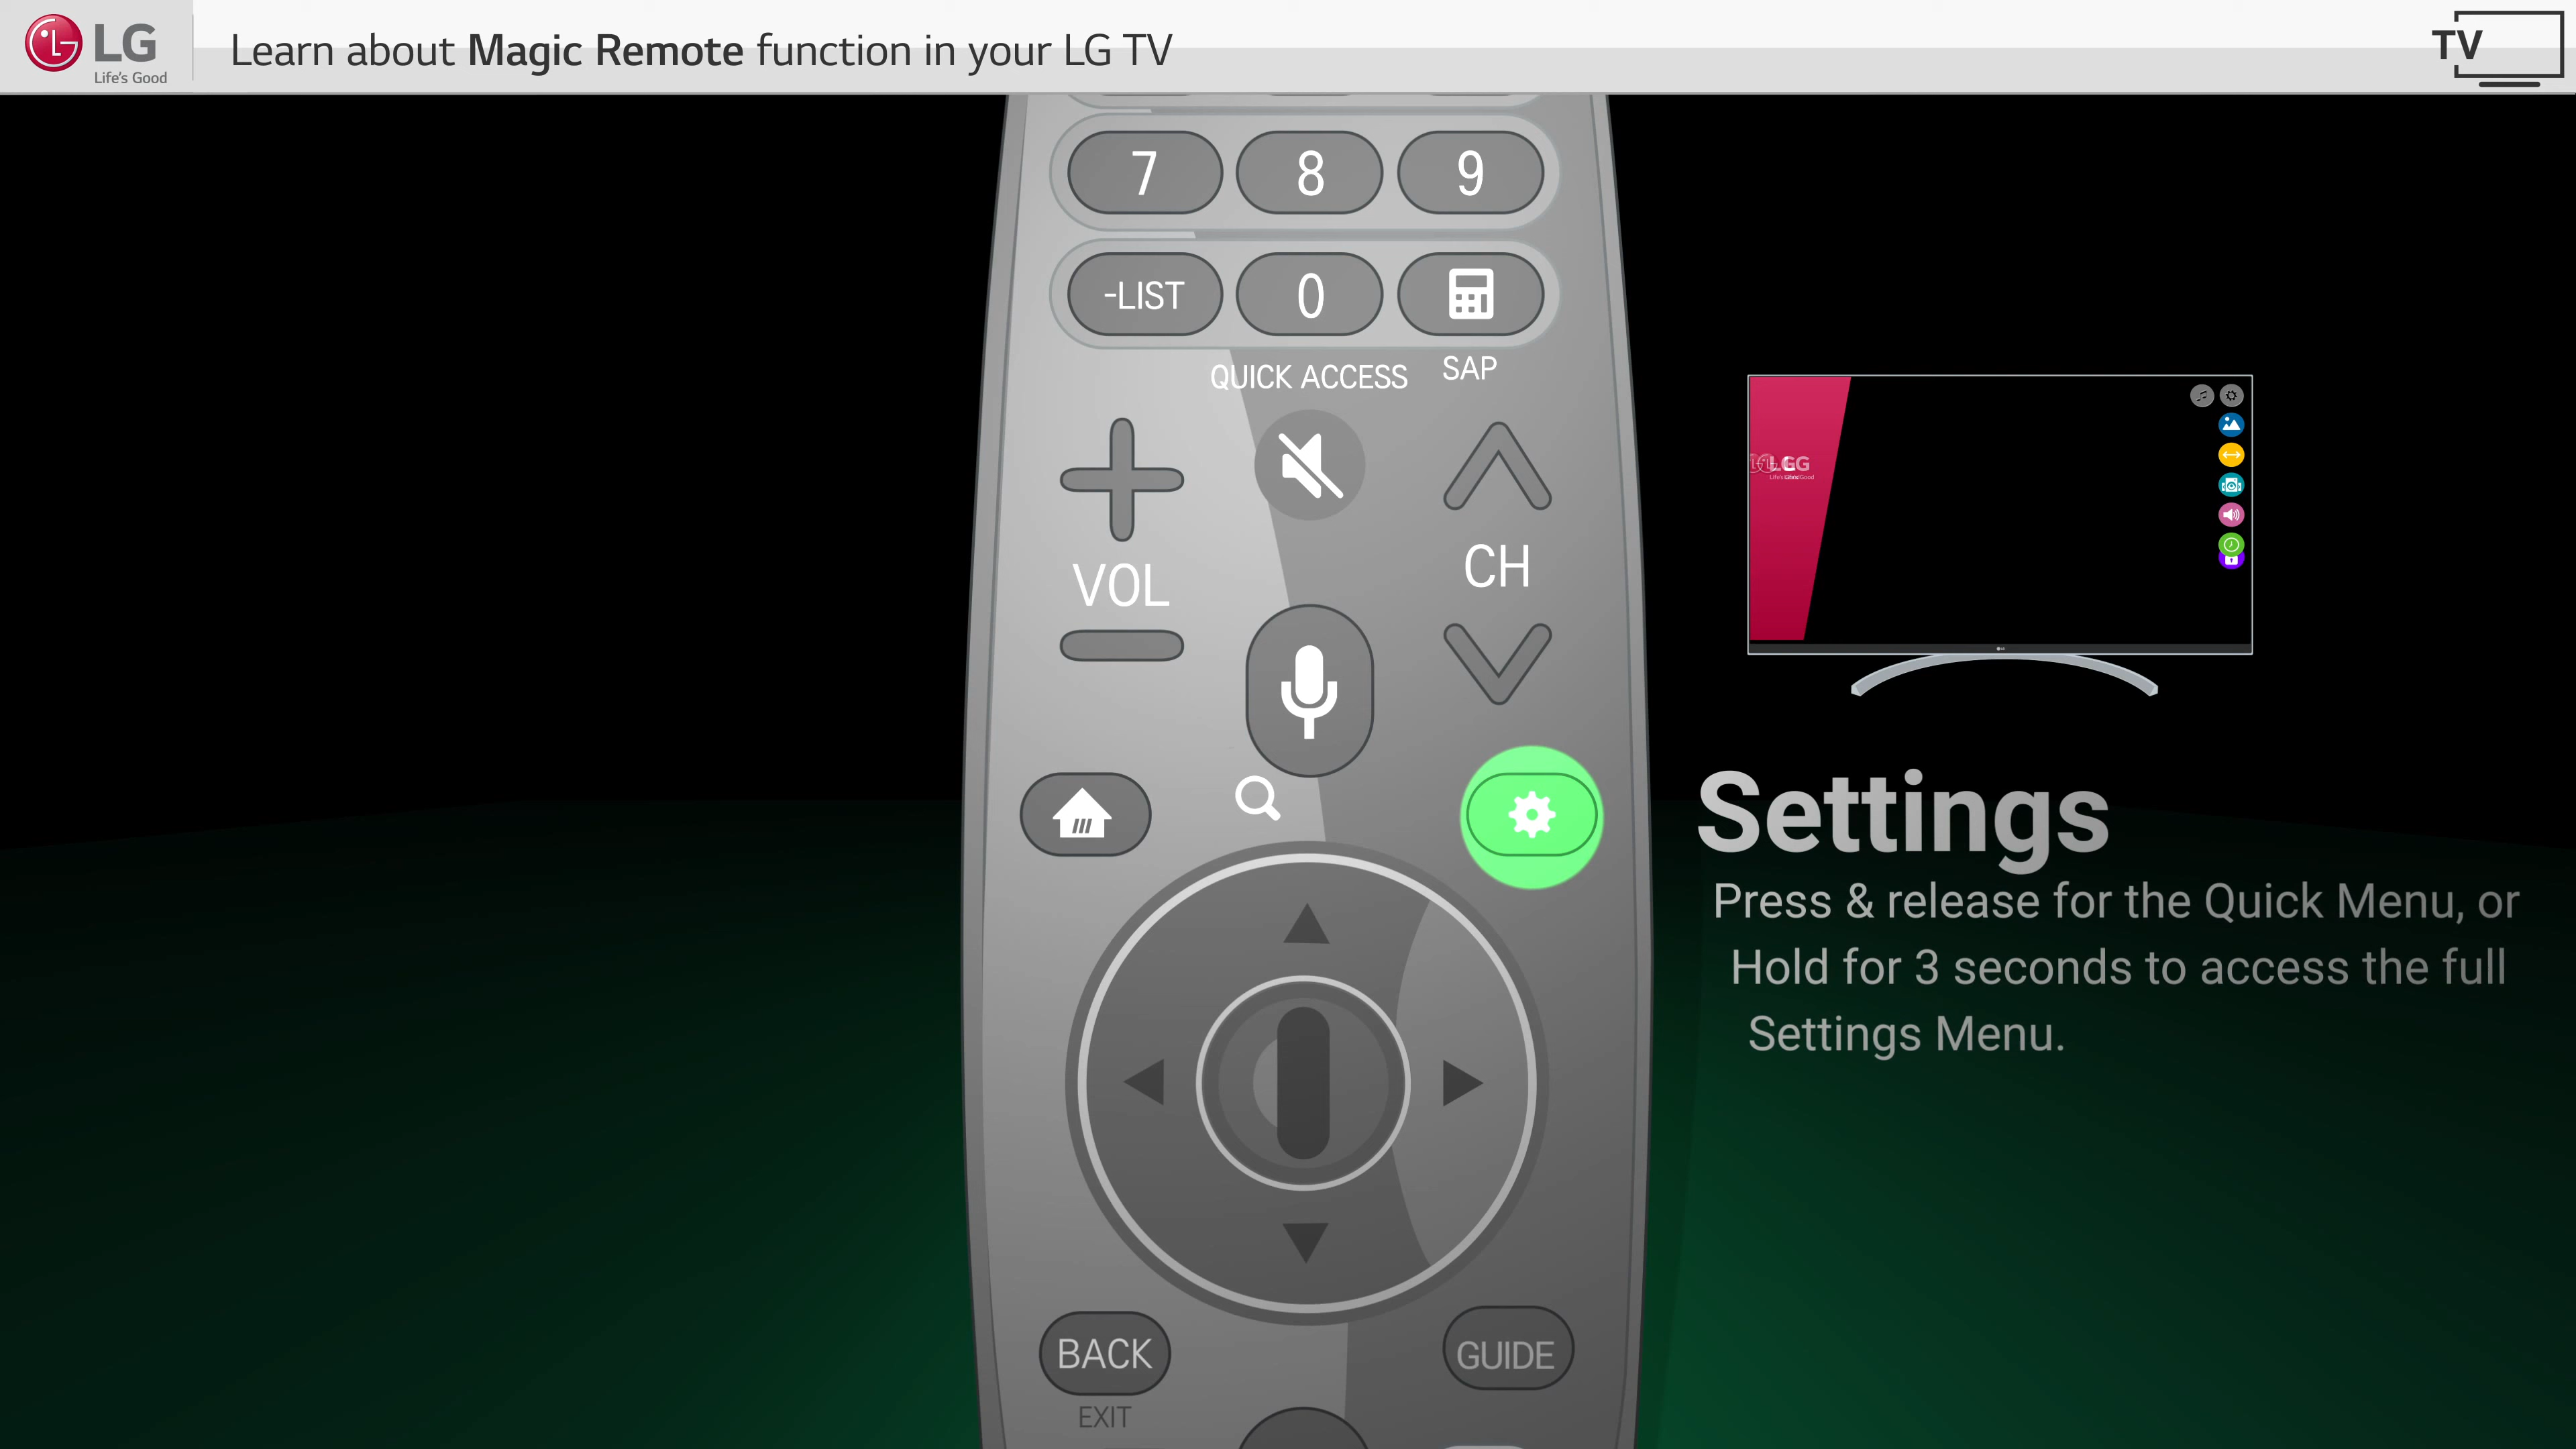 LG
Life's Good
Learn about Magic Remote function in your LG TV
TV
7 8 9
-LIST 0
QUICK ACCESS SAP
VOL
CH
Settings
Press & release for the Quick Menu, or
Hold for 3 seconds to access the full
Settings Menu.
BACK
GUIDE
EXIT